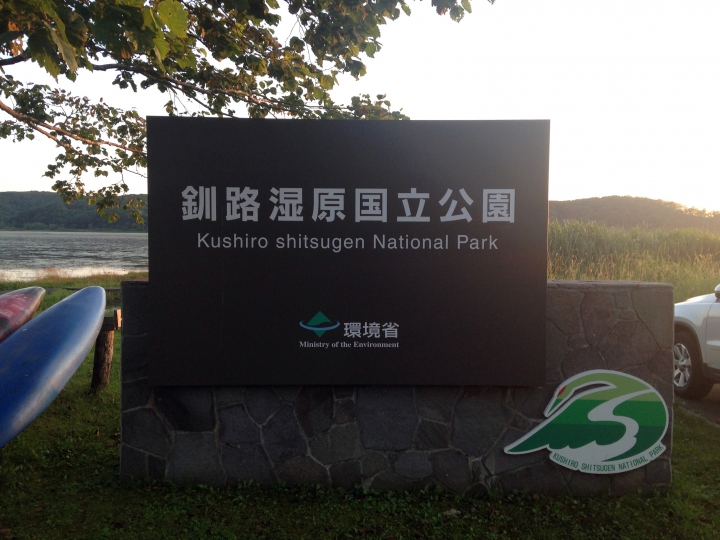 釧路湿原国立公園
Kushiro shitsugen National Park
環境省
Ministry of the Environment
KUSHIRO SHITSUGEN NATIONAL PARK